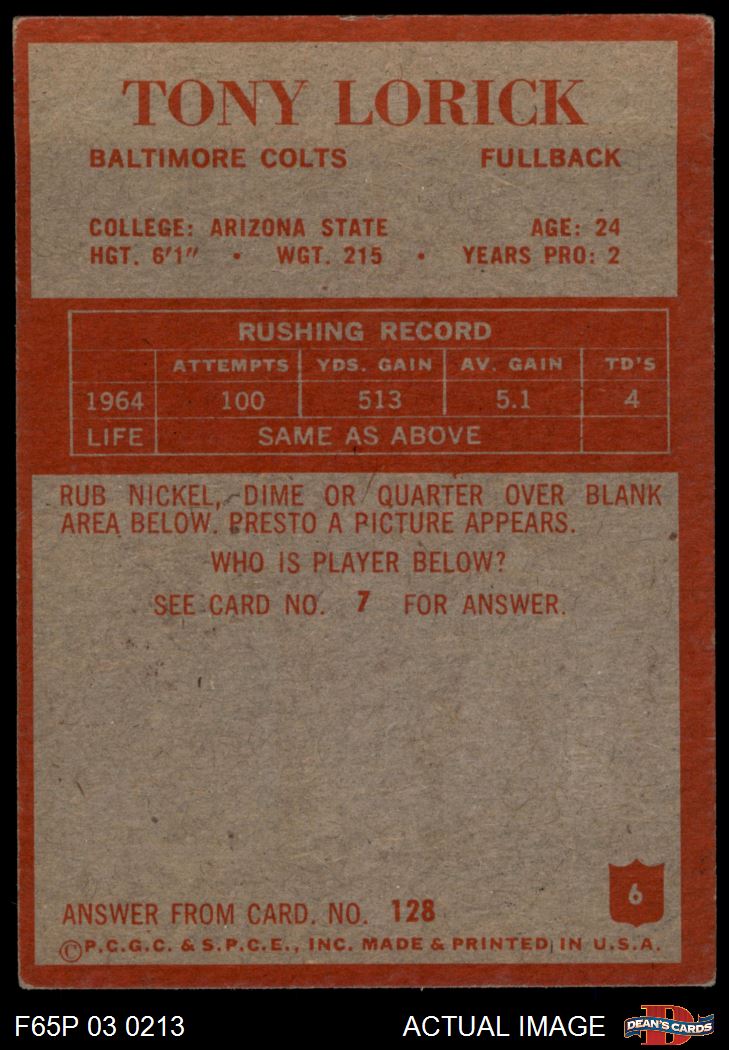 TONY LORICK
BALTIMORE COLTS FULLBACK
COLLEGE: ARIZONA STATE AGE: 24
HGT. 6'1" • WGT. 215 • YEARS PRO: 2
RUSHING RECORD
ATTEMPTS YDS. GAIN AV. GAIN TD'S
1964 100 513 5.1 4
LIFE SAME AS ABOVE
RUB NICKEL, DIME OR QUARTER OVER BLANK
AREA BELOW. PRESTO A PICTURE APPEARS.
WHO IS PLAYER BELOW?
SEE CARD NO. 7 FOR ANSWER.
6
ANSWER FROM CARD. NO. 128
©P.C.G.C. & S.P.C.E., INC. MADE & PRINTED IN U.S.A.
F65P 03 0213 ACTUAL IMAGE D DEAN'S CARDS